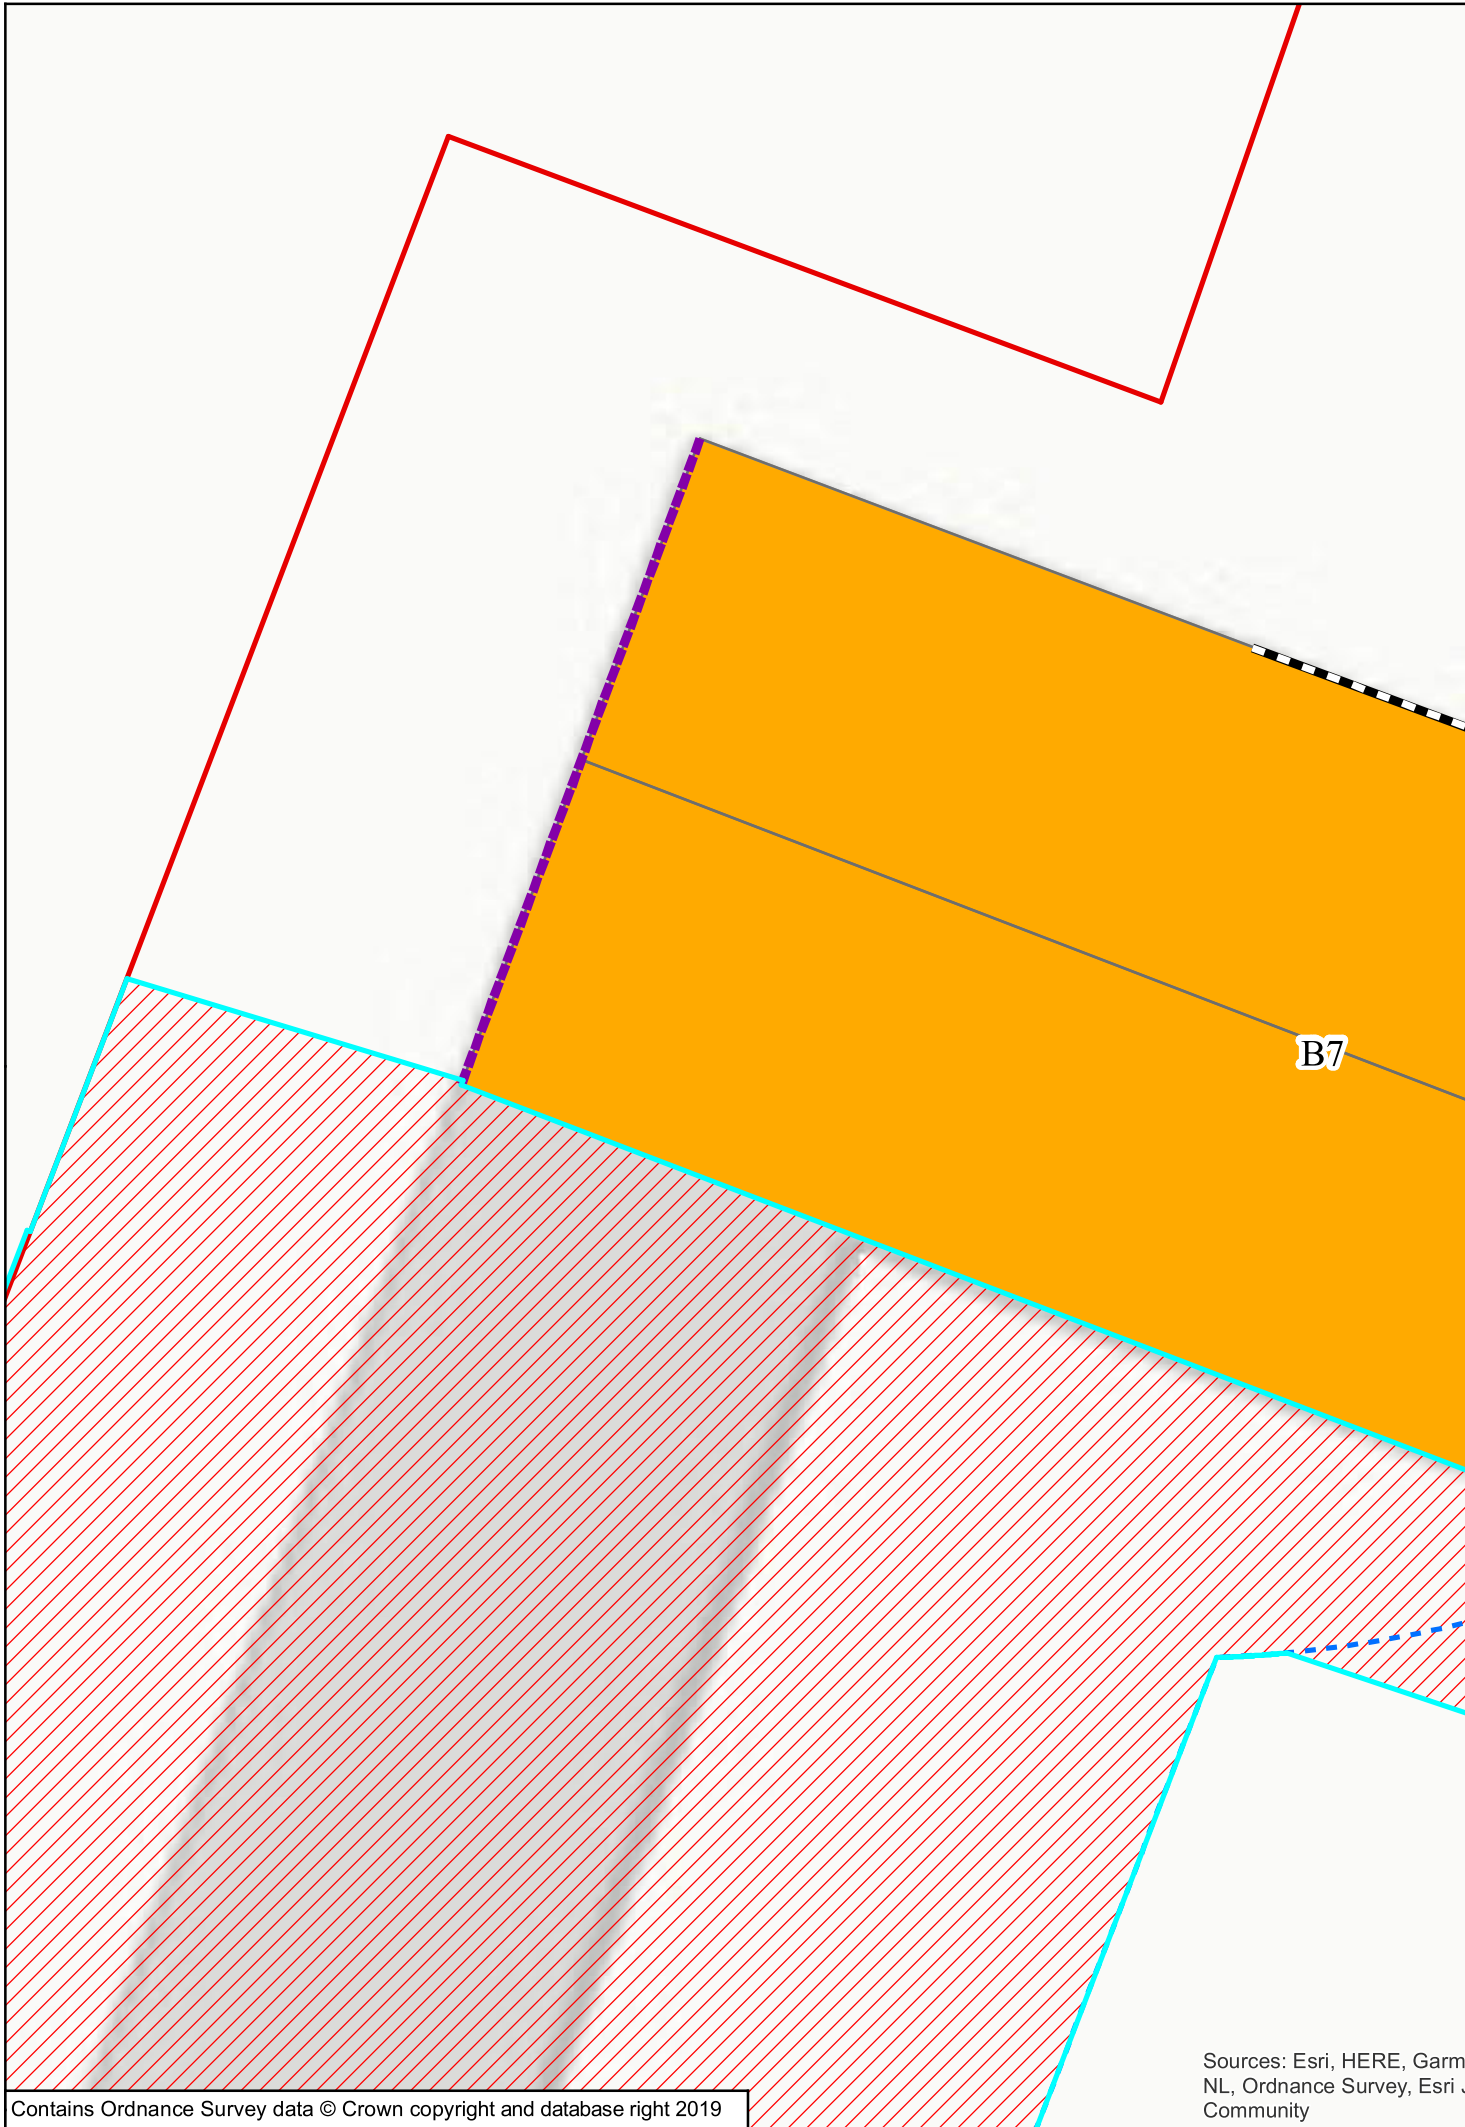 B7
Sources: Esri, HERE, Garm
NL, Ordnance Survey, Esri J
Community
Contains Ordnance Survey data © Crown copyright and database right 2019